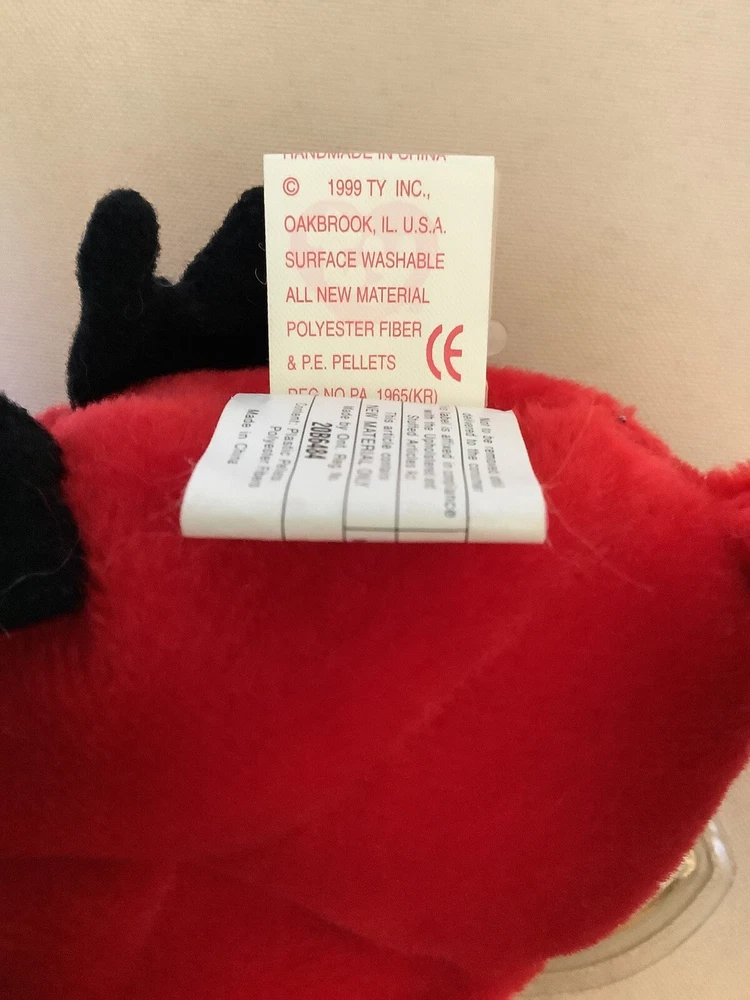 HANDMADE IN CHINA
© 1999 TY INC.,
OAKBROOK, IL. U.S.A.
SURFACE WASHABLE
ALL NEW MATERIAL
POLYESTER FIBER
& P.E. PELLETS
CE
REG NO PA. 1965(KR)
Not to be removed until
delivered to the consumer
label is affixed in compliance
with the Upholstered and
Stuffed Articles Act
This article contains
NEW MATERIAL ONLY
Made by Ont. Reg. No.
20B6484
Content: Plastic Pellets
Polyester Fibers
Made in China